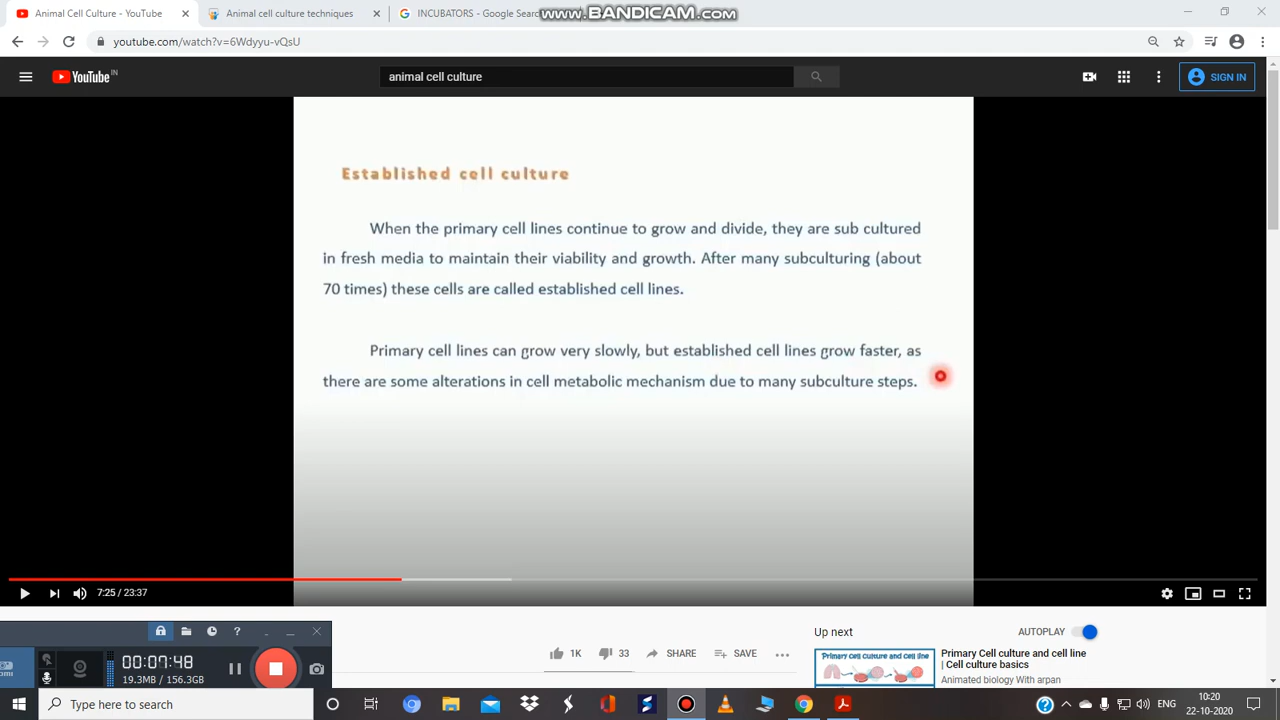 Animal Cell Culture - YouTube
Animal cell culture techniques
INCUBATORS - Google Sear
www.BANDICAM.com
youtube.com/watch?v=6Wdyyu-vQsU
YouTube IN
animal cell culture
SIGN IN
Established cell culture
When the primary cell lines continue to grow and divide, they are sub cultured
in fresh media to maintain their viability and growth. After many subculturing (about
70 times) these cells are called established cell lines.
Primary cell lines can grow very slowly, but established cell lines grow faster, as
there are some alterations in cell metabolic mechanism due to many subculture steps.
7:25 / 23:37
Up next
AUTOPLAY
1K
33
SHARE
SAVE
Primary Cell culture and Cell line
Primary Cell culture and cell line
| Cell culture basics
Animated biology With arpan
00:07:48
19.3MB / 156.3GB
Type here to search
ENG
10:20
22-10-2020